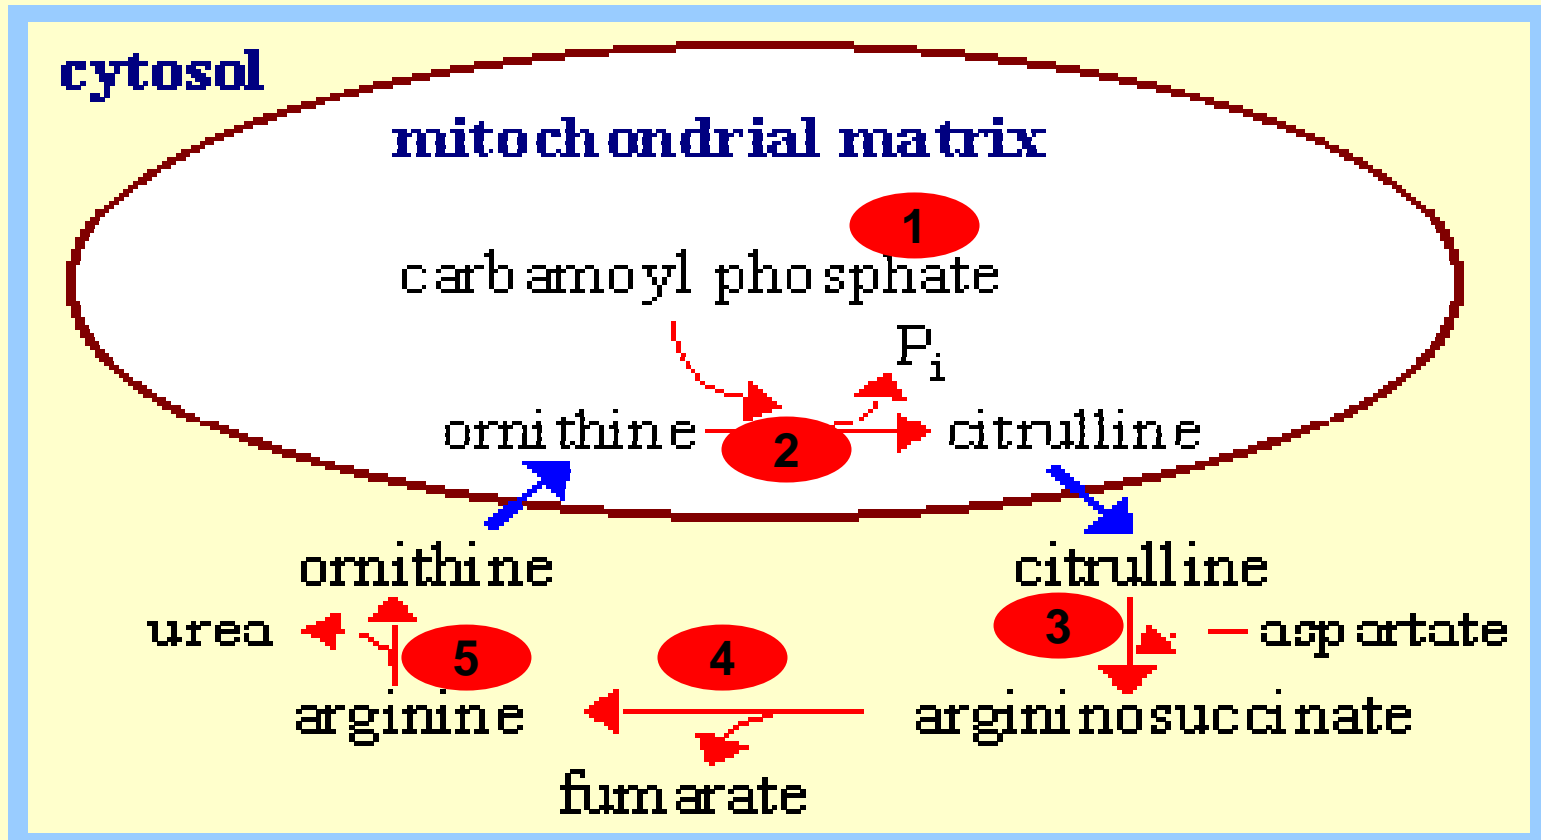 cytosol
mitochondrial matrix
1
carbamoyl phosphate
Pi
ornithine
2
citrulline
ornithine
citrulline
urea
5
4
3
aspartate
arginine
argininosuccinate
fumarate